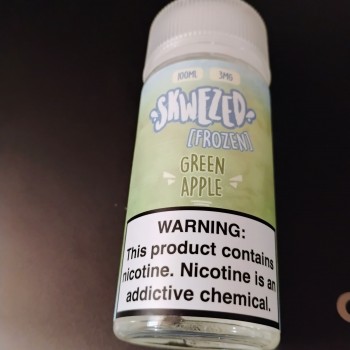 100ML 3MG
SKWEZED
[FROZEN]
GREEN
APPLE
WARNING:
This product contains
nicotine. Nicotine is an
addictive chemical.